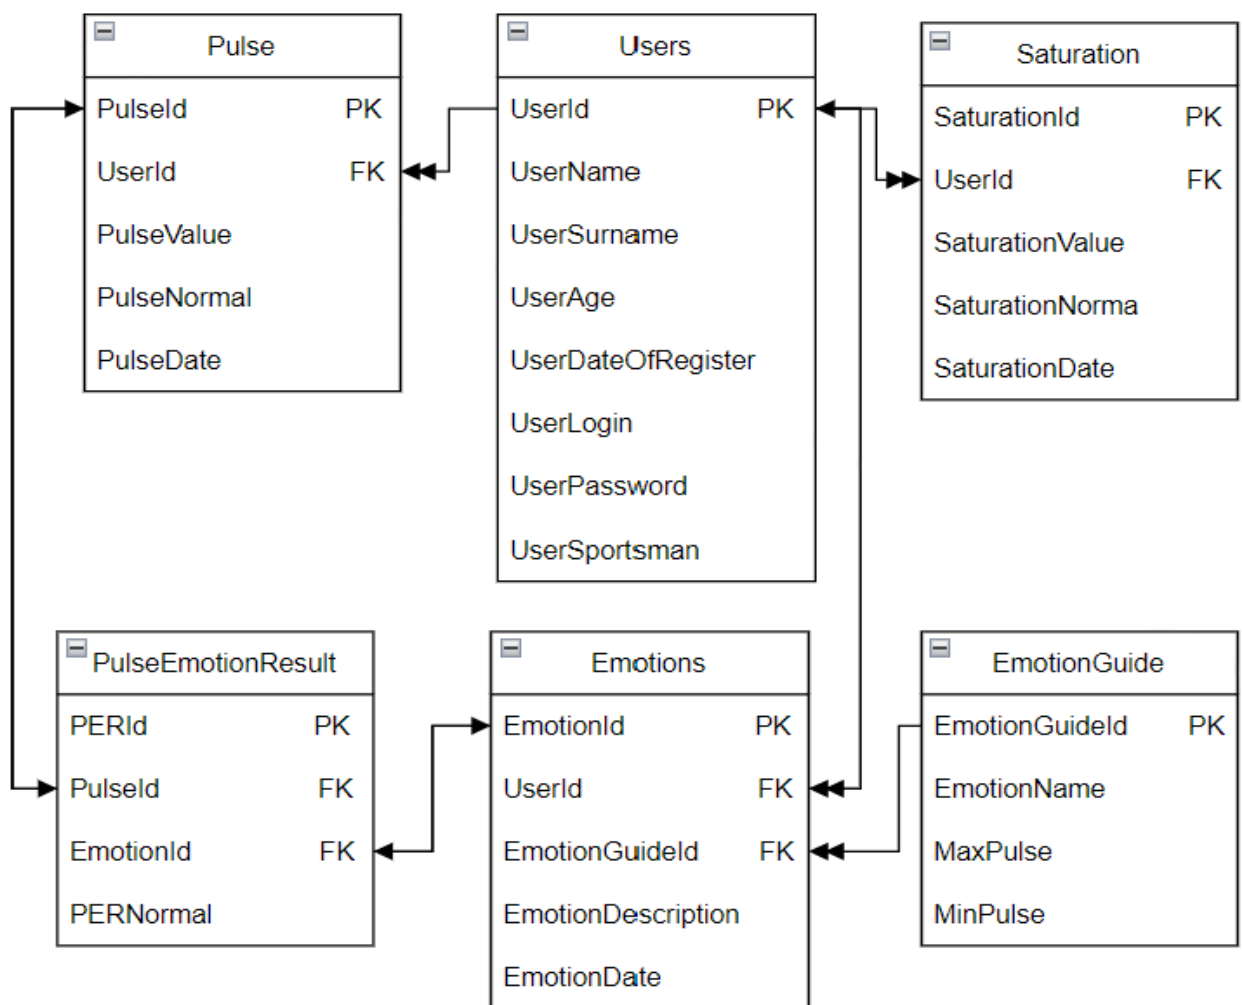 Pulse
PulseId PK
UserId FK
PulseValue
PulseNormal
PulseDate
Users
UserId PK
UserName
UserSurname
UserAge
UserDateOfRegister
UserLogin
UserPassword
UserSportsman
Saturation
SaturationId PK
UserId FK
SaturationValue
SaturationNorma
SaturationDate
PulseEmotionResult
PERId PK
PulseId FK
EmotionId FK
PERNormal
Emotions
EmotionId PK
UserId FK
EmotionGuideId FK
EmotionDescription
EmotionDate
EmotionGuide
EmotionGuideId PK
EmotionName
MaxPulse
MinPulse